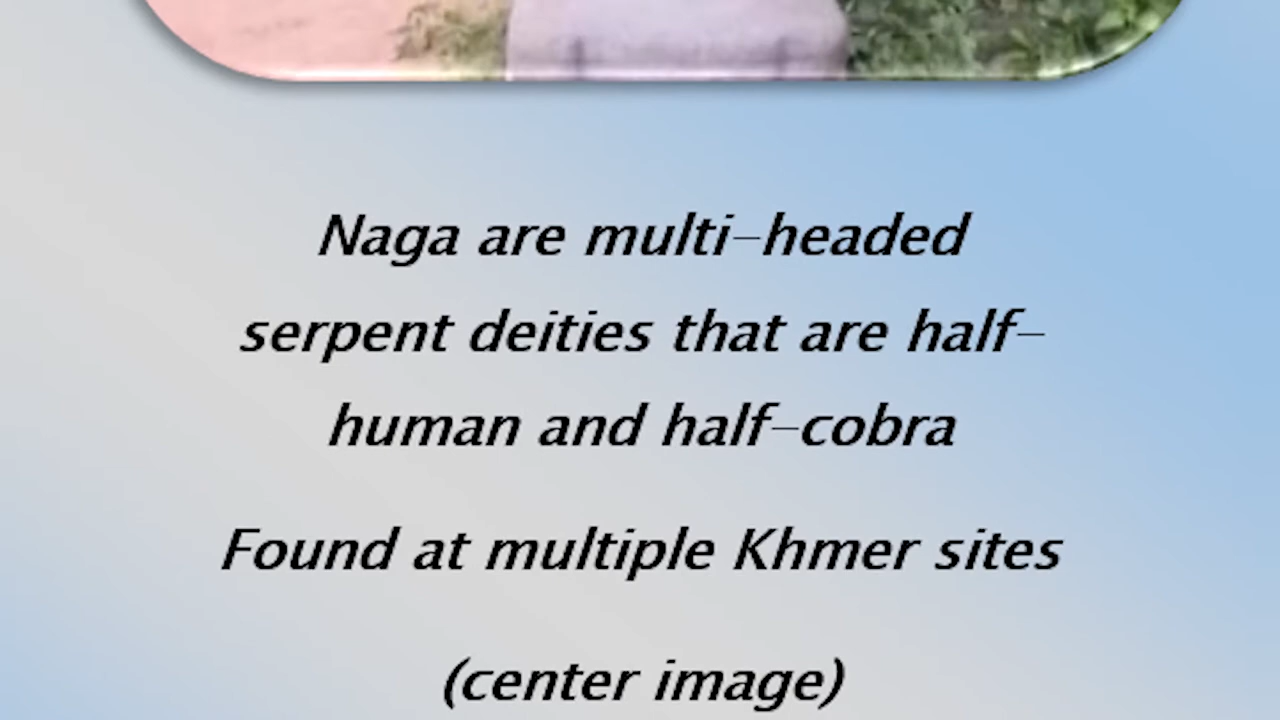 Naga are multi-headed
serpent deities that are half-
human and half-cobra
Found at multiple Khmer sites
(center image)